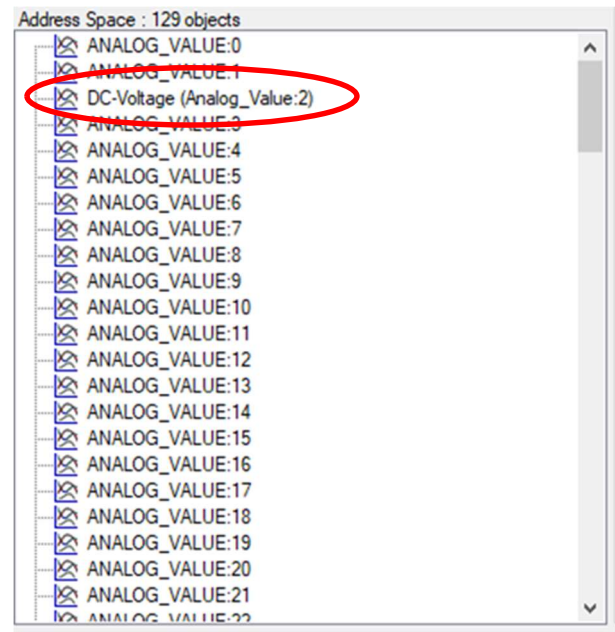 Address Space : 129 objects
ANALOG_VALUE:0
ANALOG_VALUE:1
DC-Voltage (Analog_Value:2)
ANALOG_VALUE:3
ANALOG_VALUE:4
ANALOG_VALUE:5
ANALOG_VALUE:6
ANALOG_VALUE:7
ANALOG_VALUE:8
ANALOG_VALUE:9
ANALOG_VALUE:10
ANALOG_VALUE:11
ANALOG_VALUE:12
ANALOG_VALUE:13
ANALOG_VALUE:14
ANALOG_VALUE:15
ANALOG_VALUE:16
ANALOG_VALUE:17
ANALOG_VALUE:18
ANALOG_VALUE:19
ANALOG_VALUE:20
ANALOG_VALUE:21
ANALOG_VALUE:22